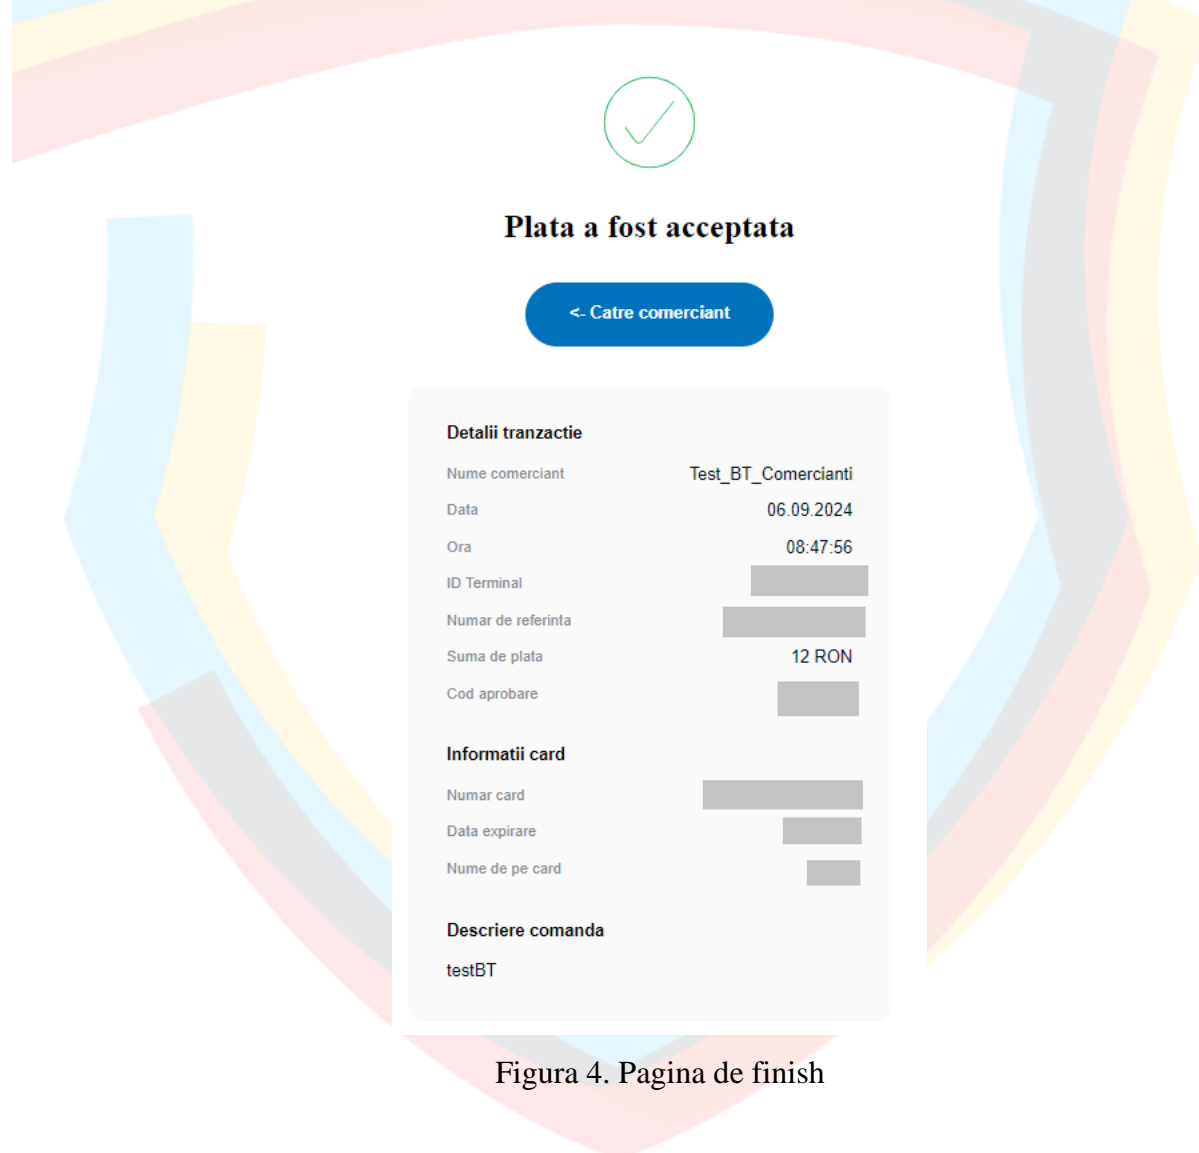 Plata a fost acceptata
<- Catre comerciant
Detalii tranzactie
Nume comerciant Test_BT_Comercianti
Data 06.09.2024
Ora 08:47:56
ID Terminal
Numar de referinta
Suma de plata 12 RON
Cod aprobare
Informatii card
Numar card
Data expirare
Nume de pe card
Descriere comanda
testBT
Figura 4. Pagina de finish